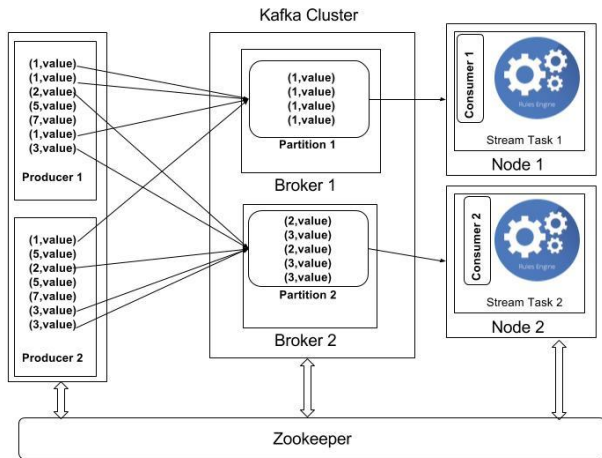 Kafka Cluster
(1,value)
(1,value)
(2,value)
(5,value)
(7,value)
(1,value)
(3,value)
Producer 1
(1,value)
(5,value)
(2,value)
(5,value)
(7,value)
(3,value)
(3,value)
Producer 2
(1,value)
(1,value)
(1,value)
(1,value)
Partition 1
Broker 1
(2,value)
(3,value)
(2,value)
(3,value)
(3,value)
Partition 2
Broker 2
Consumer 1
Rules Engine
Stream Task 1
Node 1
Consumer 2
Rules Engine
Stream Task 2
Node 2
Zookeeper